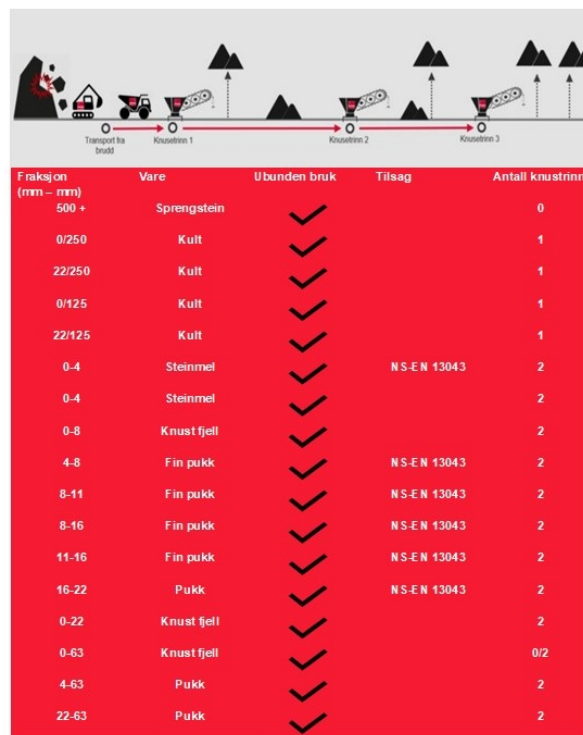 Transport fra
brudd
Knusetrinn 1
Knusetrinn 2
Knusetrinn 3
Fraksjon
(mm – mm) Vare Ubunden bruk Tilsag Antall knustrinn
500 + Sprengstein 0
0/250 Kult 1
22/250 Kult 1
0/125 Kult 1
22/125 Kult 1
0-4 Steinmel NS-EN 13043 2
0-4 Steinmel 2
0-8 Knust fjell 2
4-8 Fin pukk NS-EN 13043 2
8-11 Fin pukk NS-EN 13043 2
8-16 Fin pukk NS-EN 13043 2
11-16 Fin pukk NS-EN 13043 2
16-22 Pukk NS-EN 13043 2
0-22 Knust fjell 2
0-63 Knust fjell 0/2
4-63 Pukk 2
22-63 Pukk 2